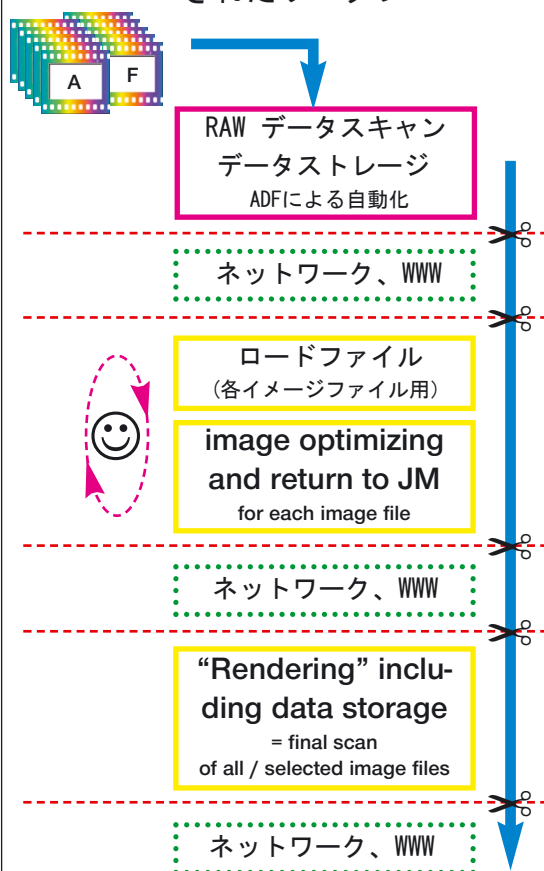 A F
RAW データスキャン
データストレージ
ADFによる自動化
ネットワーク、WWW
ロードファイル
(各イメージファイル用)
image optimizing
and return to JM
for each image file
ネットワーク、WWW
“Rendering” inclu-
ding data storage
= final scan
of all / selected image files
ネットワーク、WWW